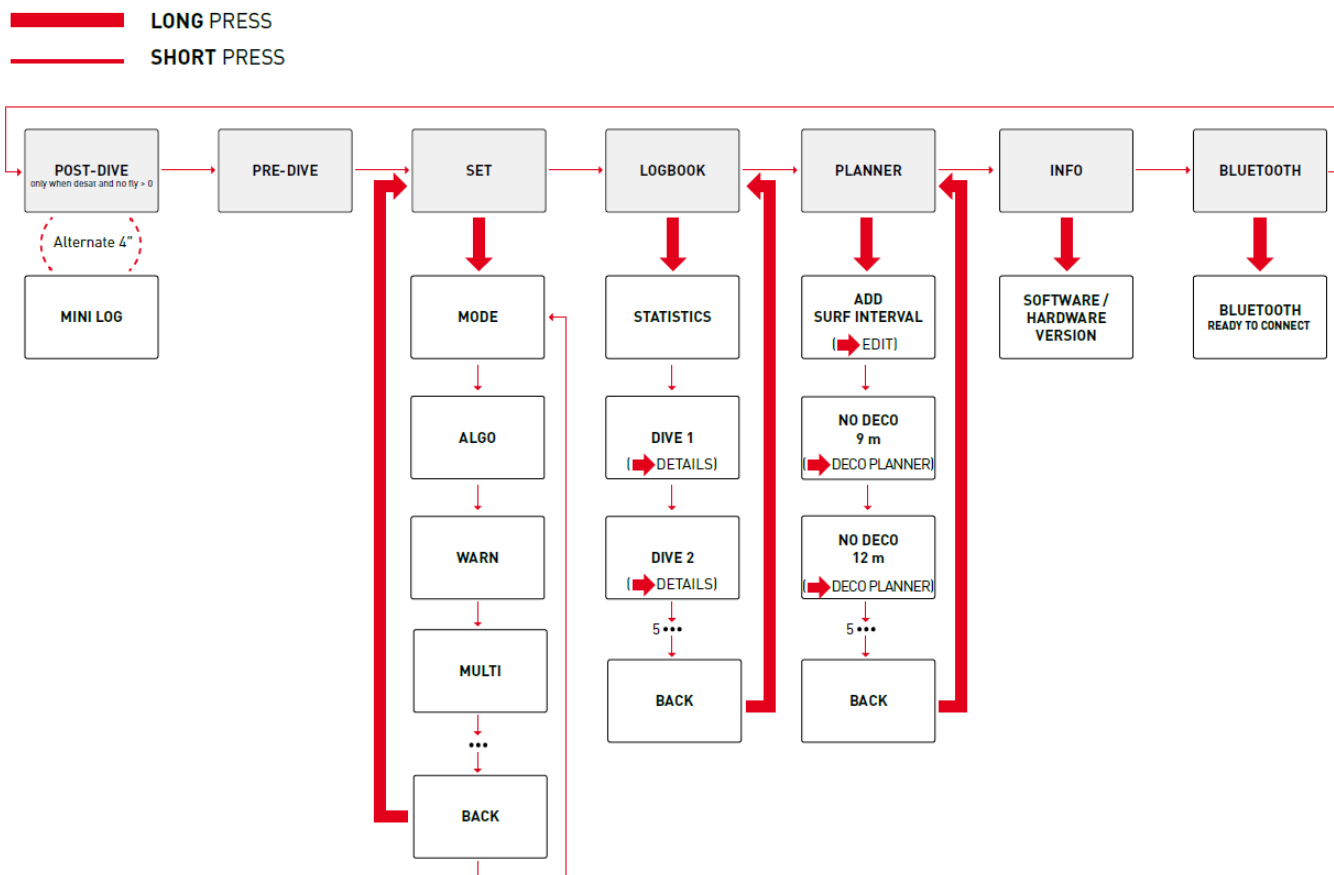 LONG PRESS
SHORT PRESS
POST-DIVE
only when desat and no fly > 0
PRE-DIVE
SET
LOGBOOK
PLANNER
INFO
BLUETOOTH
Alternate 4"
MINI LOG
MODE
ALGO
WARN
MULTI
•••
BACK
STATISTICS
DIVE 1
(DETAILS)
DIVE 2
(DETAILS)
5 •••
BACK
ADD
SURF INTERVAL
(EDIT)
NO DECO
9 m
(DECO PLANNER)
NO DECO
12 m
(DECO PLANNER)
5 •••
BACK
SOFTWARE /
HARDWARE
VERSION
BLUETOOTH
READY TO CONNECT